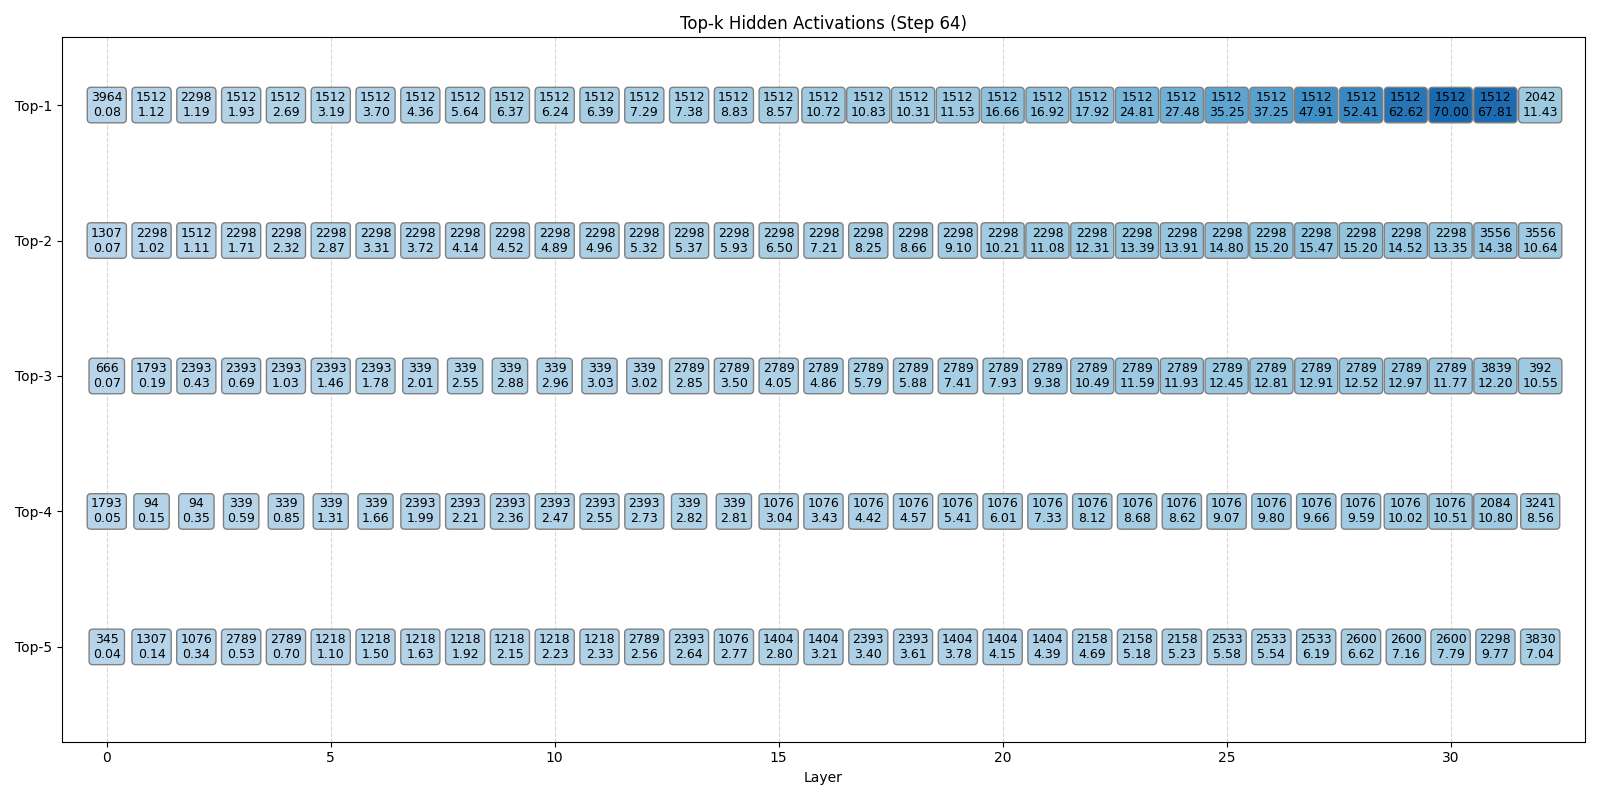 Top-k Hidden Activations (Step 64)
Top-1
3964 1512 2298 1512 1512 1512 1512 1512 1512 1512 1512 1512 1512 1512 1512 1512 1512 1512 1512 1512 1512 1512 1512 1512 1512 1512 1512 1512 1512 1512 1512 1512 2042
0.08 1.12 1.19 1.93 2.69 3.19 3.70 4.36 5.64 6.37 6.24 6.39 7.29 7.38 8.83 8.57 10.72 10.83 10.31 11.53 16.66 16.92 17.92 24.81 27.48 35.25 37.25 47.91 52.41 62.62 70.00 67.81 11.43
Top-2
1307 2298 1512 2298 2298 2298 2298 2298 2298 2298 2298 2298 2298 2298 2298 2298 2298 2298 2298 2298 2298 2298 2298 2298 2298 2298 2298 2298 2298 2298 2298 3556 3556
0.07 1.02 1.11 1.71 2.32 2.87 3.31 3.72 4.14 4.52 4.89 4.96 5.32 5.37 5.93 6.50 7.21 8.25 8.66 9.10 10.21 11.08 12.31 13.39 13.91 14.80 15.20 15.47 15.20 14.52 13.35 14.38 10.64
Top-3
666 1793 2393 2393 2393 2393 2393 339 339 339 339 339 339 2789 2789 2789 2789 2789 2789 2789 2789 2789 2789 2789 2789 2789 2789 2789 2789 2789 2789 3839 392
0.07 0.19 0.43 0.69 1.03 1.46 1.78 2.01 2.55 2.88 2.96 3.03 3.02 2.85 3.50 4.05 4.86 5.79 5.88 7.41 7.93 9.38 10.49 11.59 11.93 12.45 12.81 12.91 12.52 12.97 11.77 12.20 10.55
Top-4
1793 94 94 339 339 339 339 2393 2393 2393 2393 2393 2393 339 339 1076 1076 1076 1076 1076 1076 1076 1076 1076 1076 1076 1076 1076 1076 1076 1076 2084 3241
0.05 0.15 0.35 0.59 0.85 1.31 1.66 1.99 2.21 2.36 2.47 2.55 2.73 2.82 2.81 3.04 3.43 4.42 4.57 5.41 6.01 7.33 8.12 8.68 8.62 9.07 9.80 9.66 9.59 10.02 10.51 10.80 8.56
Top-5
345 1307 1076 2789 2789 1218 1218 1218 1218 1218 1218 1218 2789 2393 1076 1404 1404 2393 2393 1404 1404 1404 2158 2158 2158 2533 2533 2533 2600 2600 2600 2298 3830
0.04 0.14 0.34 0.53 0.70 1.10 1.50 1.63 1.92 2.15 2.23 2.33 2.56 2.64 2.77 2.80 3.21 3.40 3.61 3.78 4.15 4.39 4.69 5.18 5.23 5.58 5.54 6.19 6.62 7.16 7.79 9.77 7.04
0 5 10 15 20 25 30
Layer